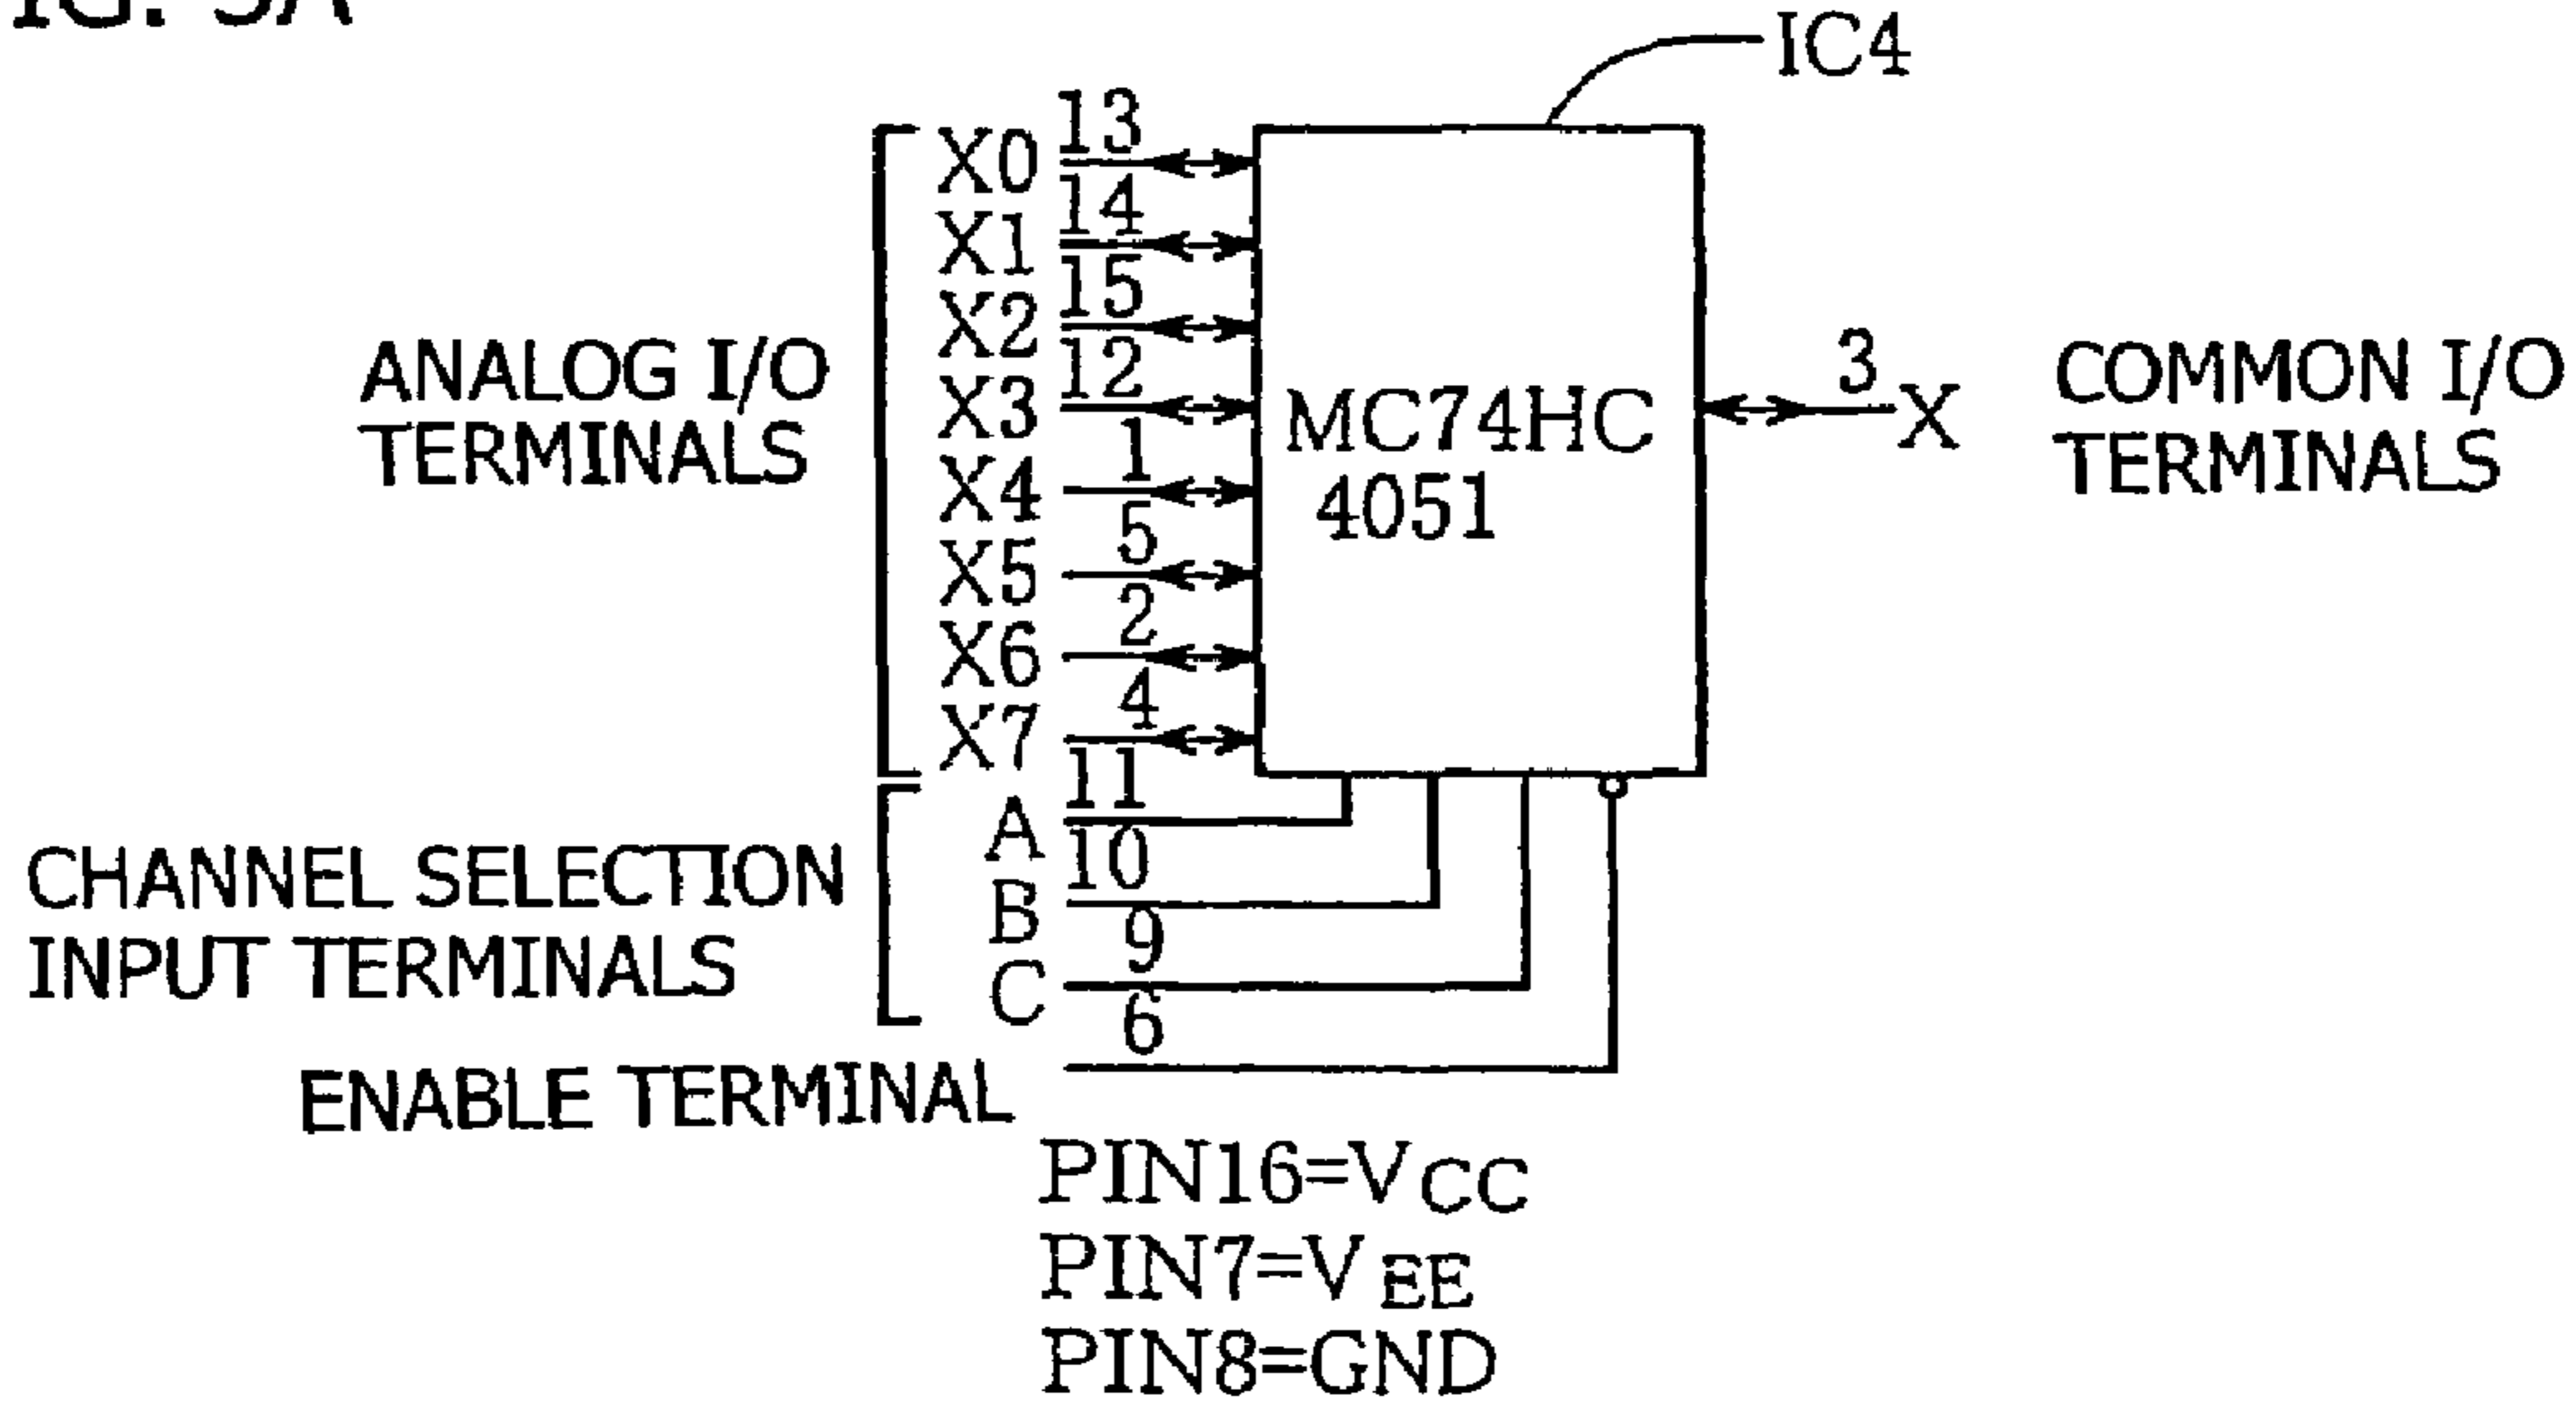 IG. 5A
IC4
13
X0
14
X1
15
X2
12
X3
1
X4
5
X5
2
X6
4
X7
ANALOG I/O
TERMINALS
MC74HC
4051
3
X
COMMON I/O
TERMINALS
11
A
10
B
9
C
CHANNEL SELECTION
INPUT TERMINALS
6
ENABLE TERMINAL
PIN16=VCC
PIN7=VEE
PIN8=GND